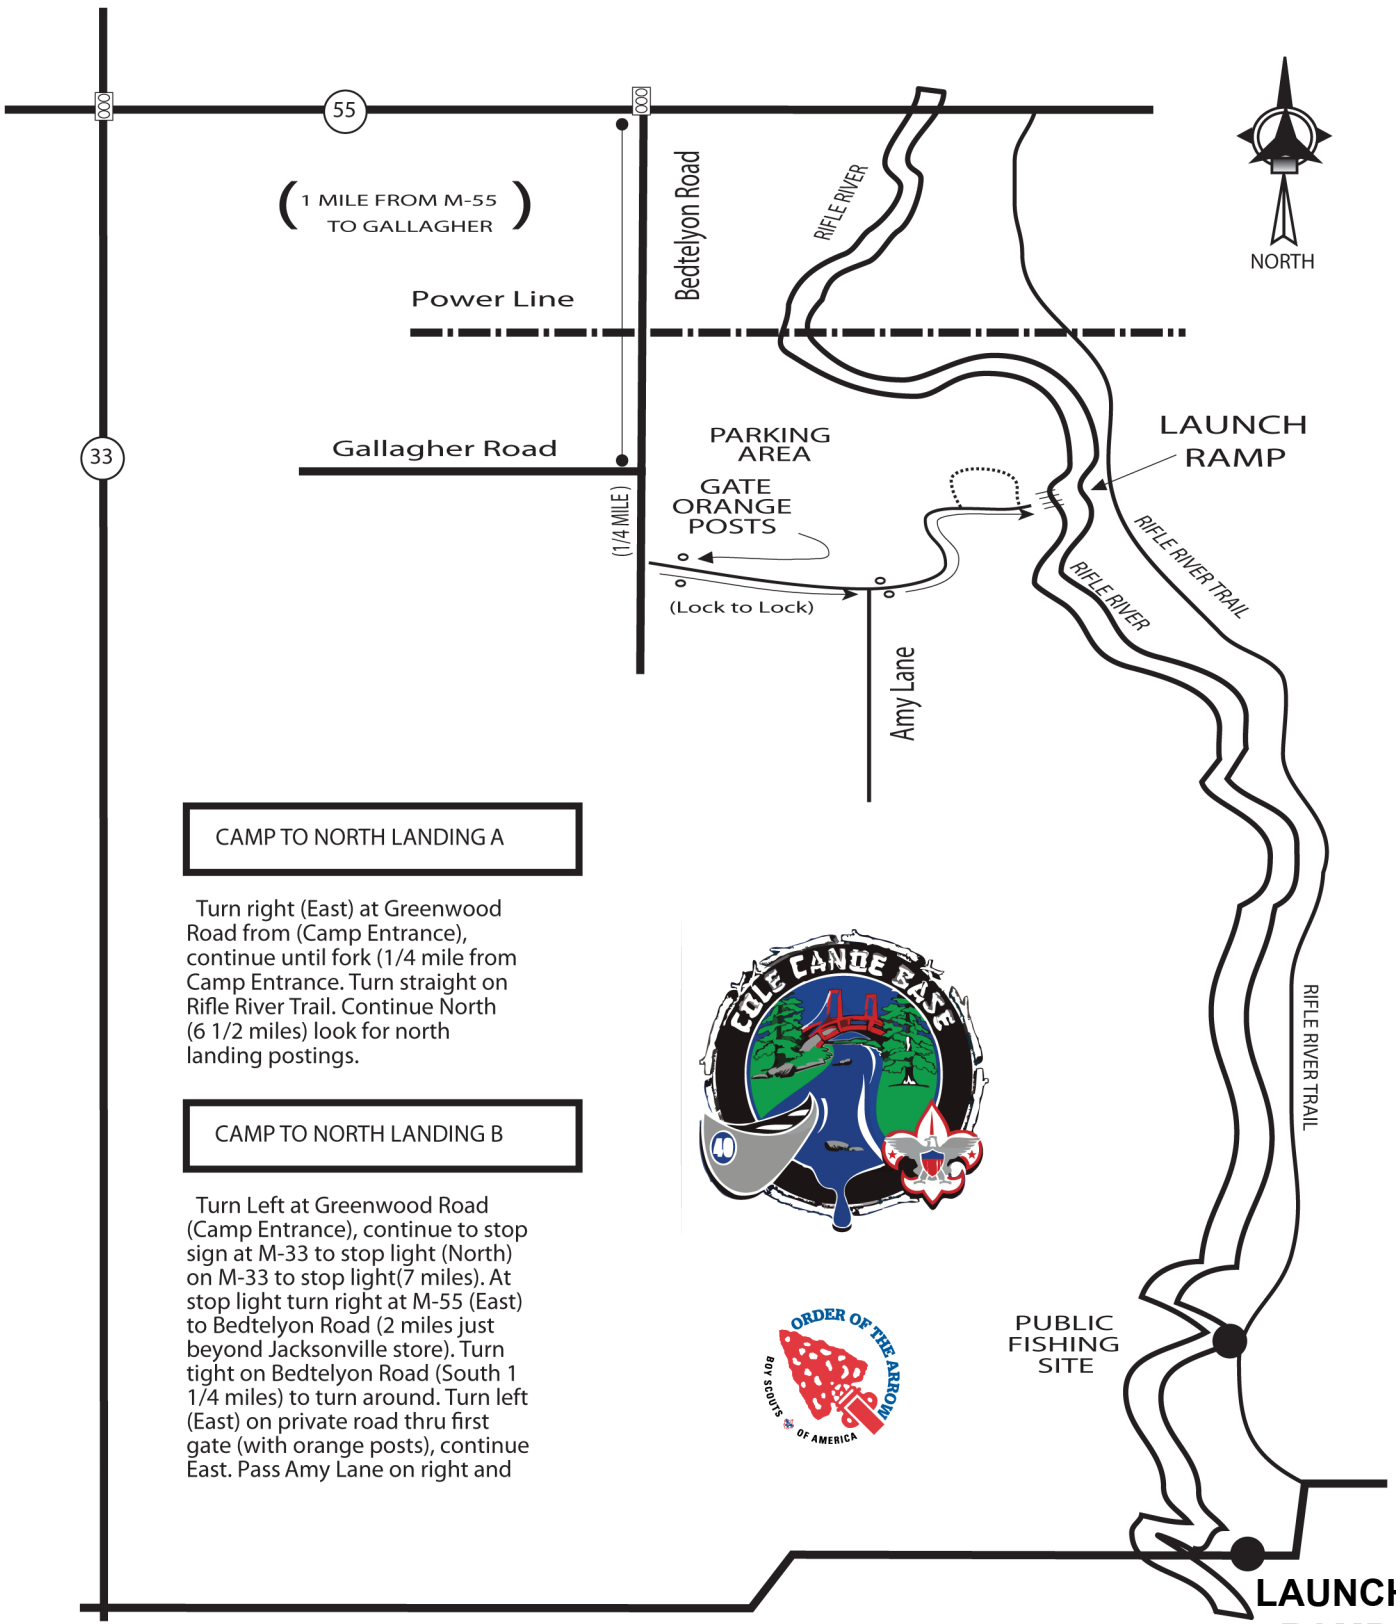 55
(1 MILE FROM M-55
TO GALLAGHER)
Bedtelyon Road
RIFLE RIVER
NORTH
Power Line
33
Gallagher Road
(1/4 MILE )
PARKING
AREA
GATE
ORANGE
POSTS
(Lock to Lock)
LAUNCH
RAMP
RIFLE RIVER TRAIL
RIFLE RIVER
Amy Lane
CAMP TO NORTH LANDING A
Turn right (East) at Greenwood
Road from (Camp Entrance),
continue until fork (1/4 mile from
Camp Entrance. Turn straight on
Rifle River Trail. Continue North
(6 1/2 miles) look for north
landing postings.
CAMP TO NORTH LANDING B
Turn Left at Greenwood Road
(Camp Entrance), continue to stop
sign at M-33 to stop light (North)
on M-33 to stop light(7 miles). At
stop light turn right at M-55 (East)
to Bedtelyon Road (2 miles just
beyond Jacksonville store). Turn
tight on Bedtelyon Road (South 1
1/4 miles) to turn around. Turn left
(East) on private road thru first
gate (with orange posts), continue
East. Pass Amy Lane on right and
COLE CANOE BASE
40
ORDER OF THE ARROW
BOY SCOUTS
OF AMERICA
RIFLE RIVER TRAIL
PUBLIC
FISHING
SITE
LAUNCH